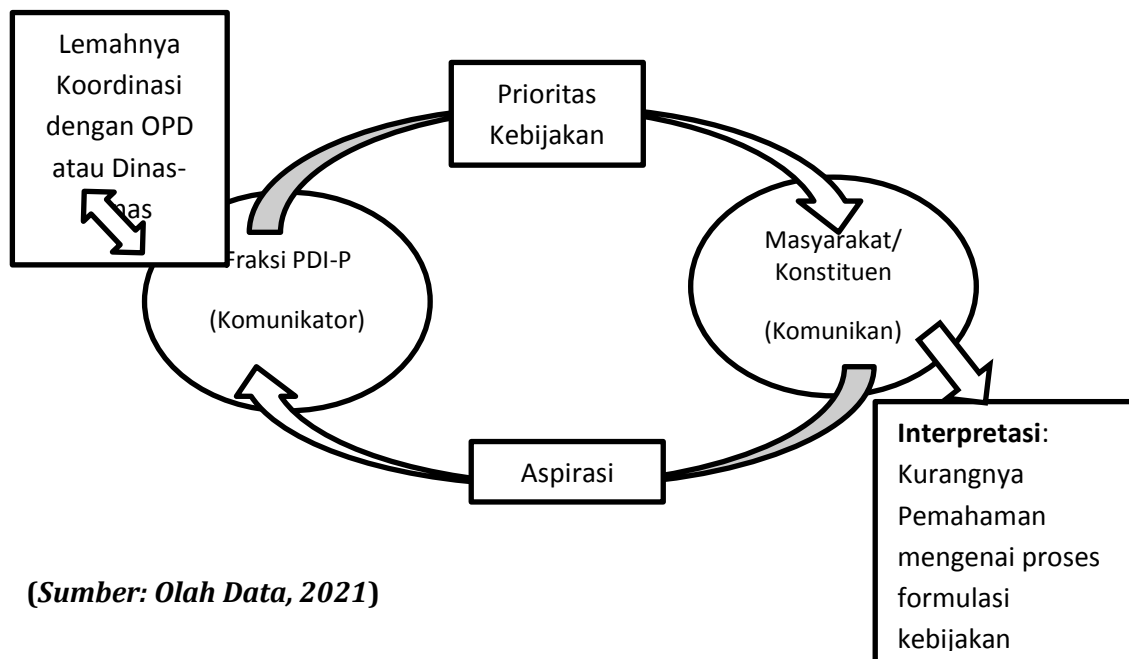 Lemahnya
Koordinasi
dengan OPD
atau Dinas-
Prioritas
Kebijakan
Fraksi PDI-P
(Komunikator)
Masyarakat/
Konstituen
(Komunikan)
Aspirasi
Interpretasi:
Kurangnya
Pemahaman
mengenai proses
formulasi
kebijakan
(Sumber: Olah Data, 2021)